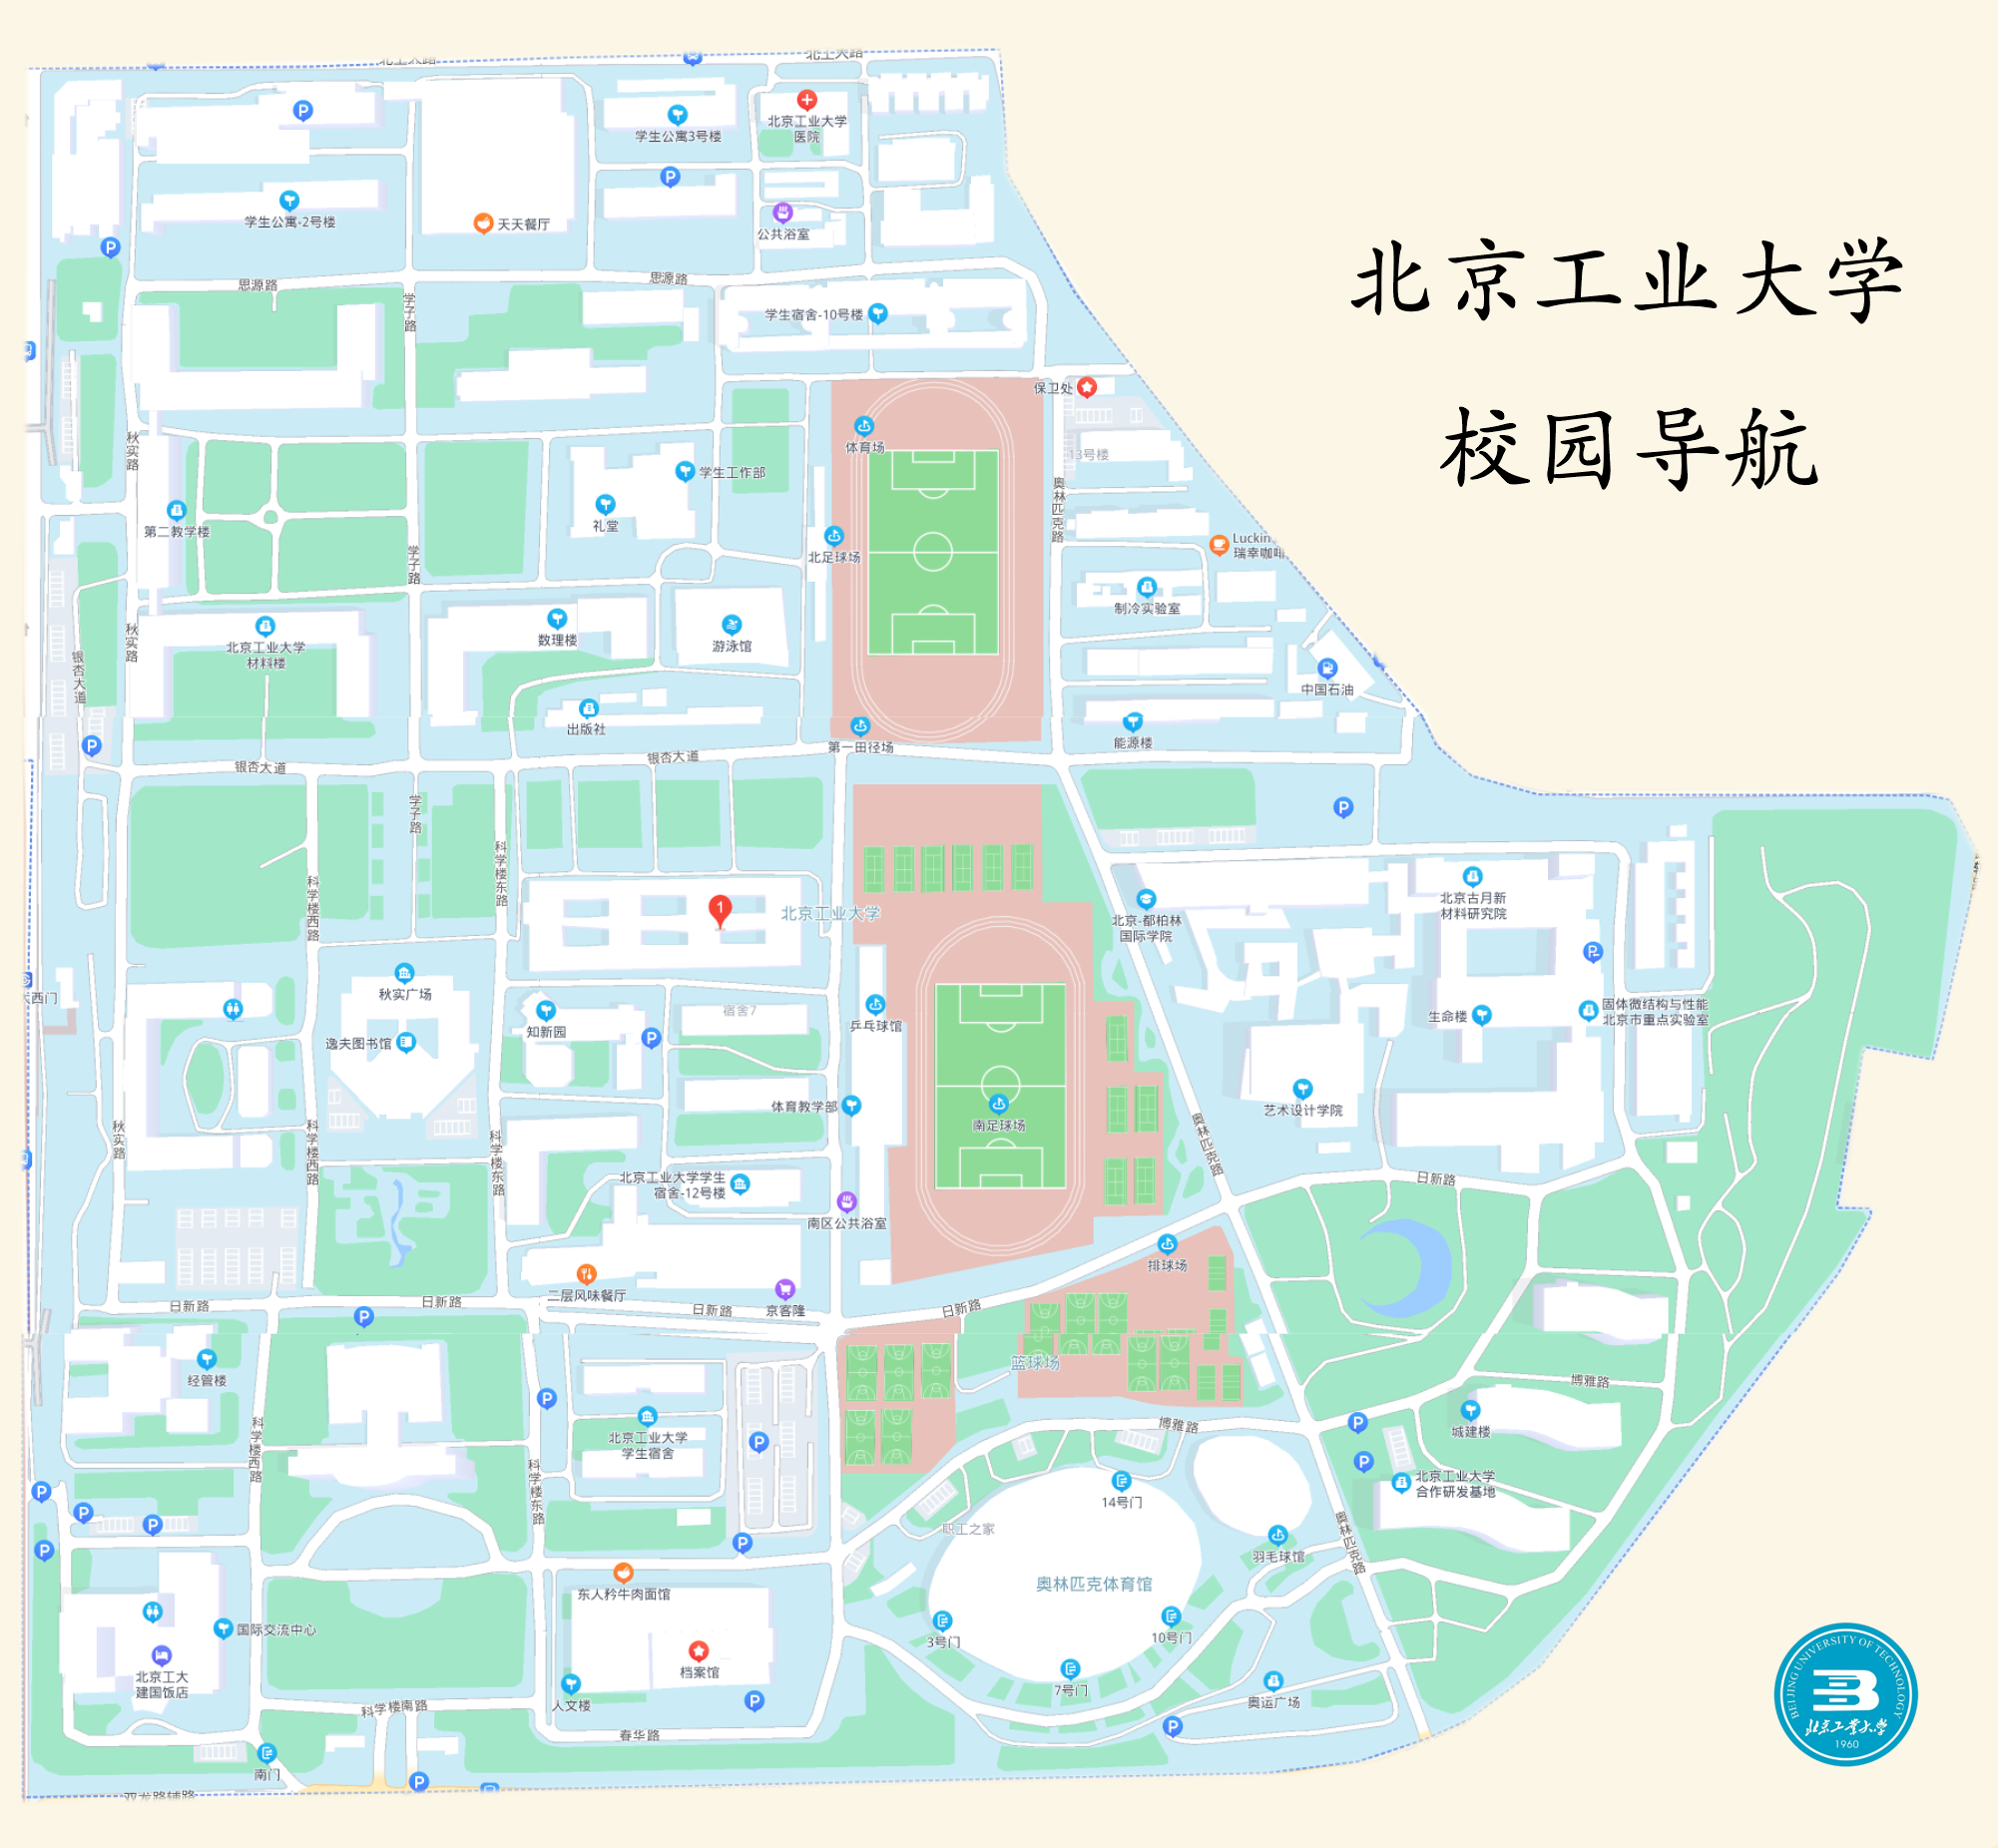 北工大路
北工大路
学生公寓3号楼
北京工业大学
医院
学生公寓-2号楼
天天餐厅
公共浴室
思源路
思源路
学子路
学生宿舍-10号楼
北京工业大学
校园导航
保卫处
体育场
13号楼
秋实路
学生工作部
礼堂
第二教学楼
奥林匹克路
Luckin
瑞幸咖啡
北足球场
学子路
制冷实验室
北京工业大学
材料楼
数理楼
游泳馆
秋实路
银杏大道
中国石油
出版社
第一田径场
能源楼
银杏大道
银杏大道
学子路
科学楼东路
科学楼西路
1
北京工业大学
北京-都柏林
国际学院
北京古月新
材料研究院
秋实广场
西门
知新园
宿舍7
乒乓球馆
逸夫图书馆
生命楼
固体微结构与性能
北京市重点实验室
体育教学部
南足球场
艺术设计学院
秋实路
科学楼西路
科学楼东路
奥林匹克路
北京工业大学学生
宿舍-12号楼
日新路
南区公共浴室
排球场
二层风味餐厅
京客隆
日新路
日新路
日新路
日新路
篮球场
经管楼
博雅路
城建楼
博雅路
科学楼西路
北京工业大学
学生宿舍
科学楼东路
北京工业大学
合作研发基地
14号门
职工之家
羽毛球馆
奥林匹克路
东人矜牛肉面馆
奥林匹克体育馆
国际交流中心
3号门
10号门
北京工大
建国饭店
档案馆
7号门
奥运广场
人文楼
科学楼南路
春华路
南门
双龙路辅路
BEIJING UNIVERSITY OF TECHNOLOGY
北京工业大学
1960